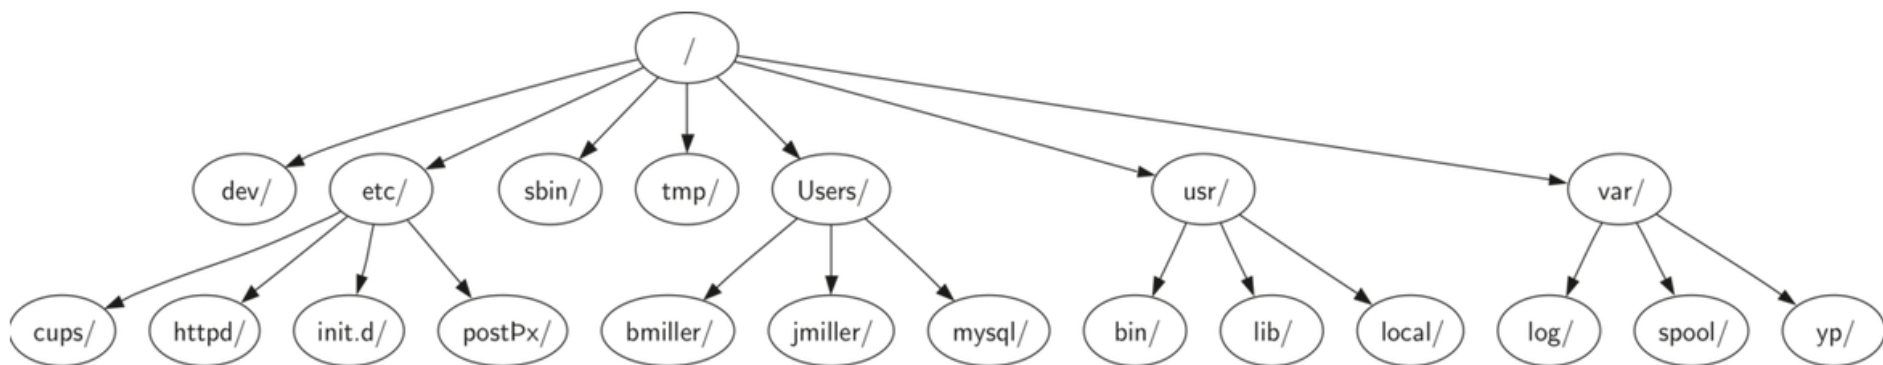 /
dev/ etc/ sbin/ tmp/ Users/ usr/ var/
cups/ httpd/ init.d/ postÞx/ bmiller/ jmiller/ mysql/ bin/ lib/ local/ log/ spool/ yp/